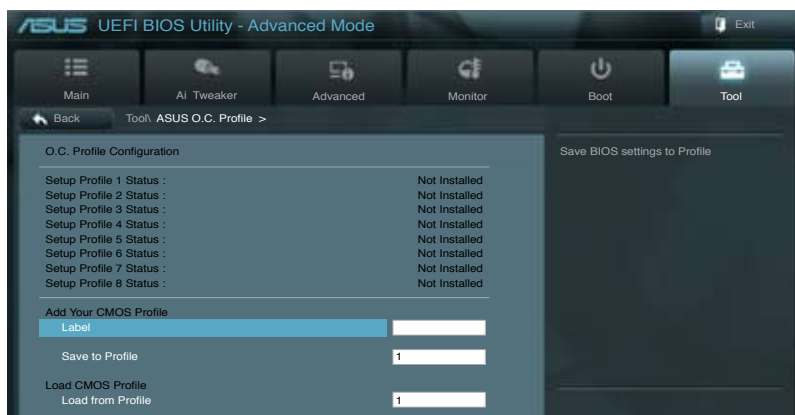 ASUS UEFI BIOS Utility - Advanced Mode
Exit
Main
Ai Tweaker
Advanced
Monitor
Boot
Tool
Back
Tool\ ASUS O.C. Profile >
O.C. Profile Configuration
Save BIOS settings to Profile
Setup Profile 1 Status : Not Installed
Setup Profile 2 Status : Not Installed
Setup Profile 3 Status : Not Installed
Setup Profile 4 Status : Not Installed
Setup Profile 5 Status : Not Installed
Setup Profile 6 Status : Not Installed
Setup Profile 7 Status : Not Installed
Setup Profile 8 Status : Not Installed
Add Your CMOS Profile
Label
Save to Profile 1
Load CMOS Profile
Load from Profile 1